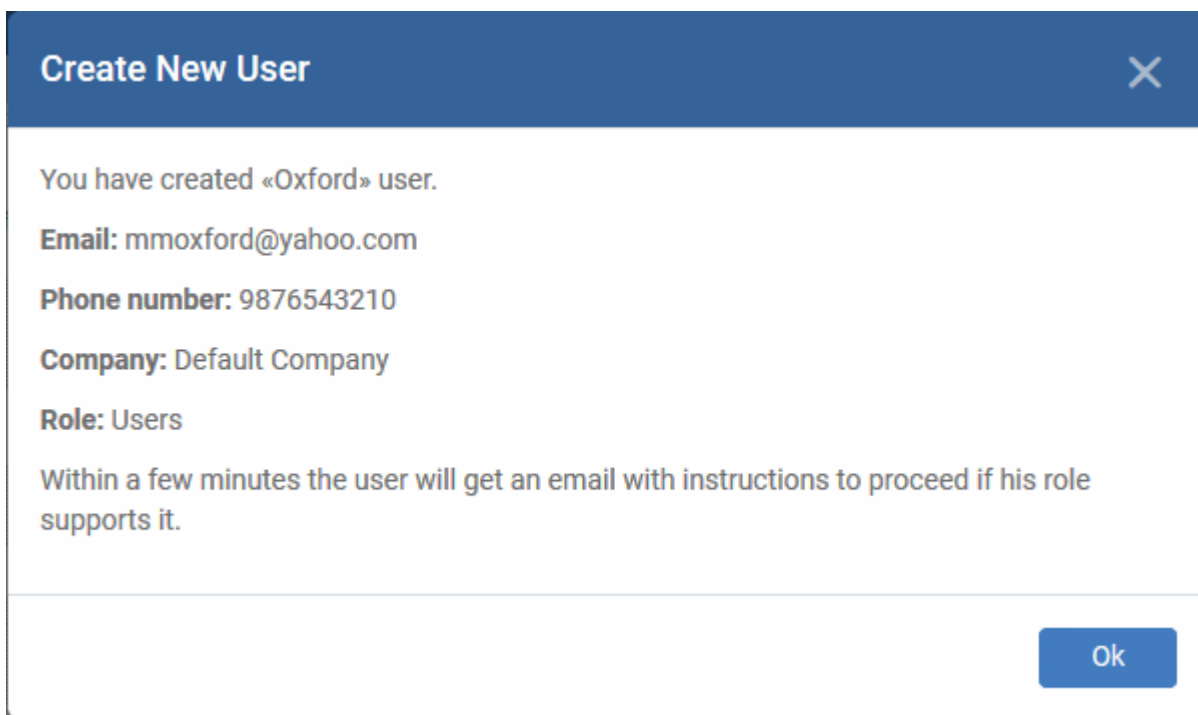 Create New User
You have created «Oxford» user.
Email: mmoxford@yahoo.com
Phone number: 9876543210
Company: Default Company
Role: Users
Within a few minutes the user will get an email with instructions to proceed if his role
supports it.
Ok